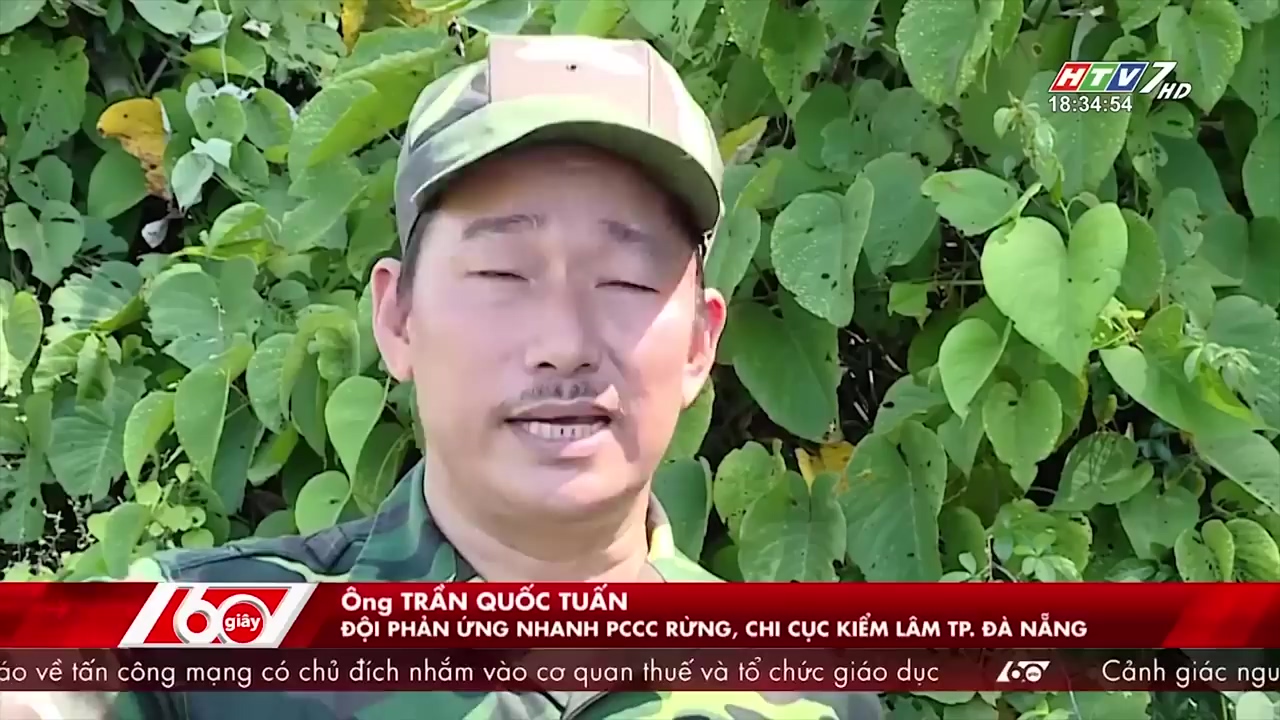 HTV7 HD
18:34:54
60 giây
Ông TRẦN QUỐC TUẤN
ĐỘI PHẢN ỨNG NHANH PCCC RỪNG, CHI CỤC KIỂM LÂM TP. ĐÀ NẴNG
áo về tấn công mạng có chủ đích nhắm vào cơ quan thuế và tổ chức giáo dục 60 Cảnh giác ngu